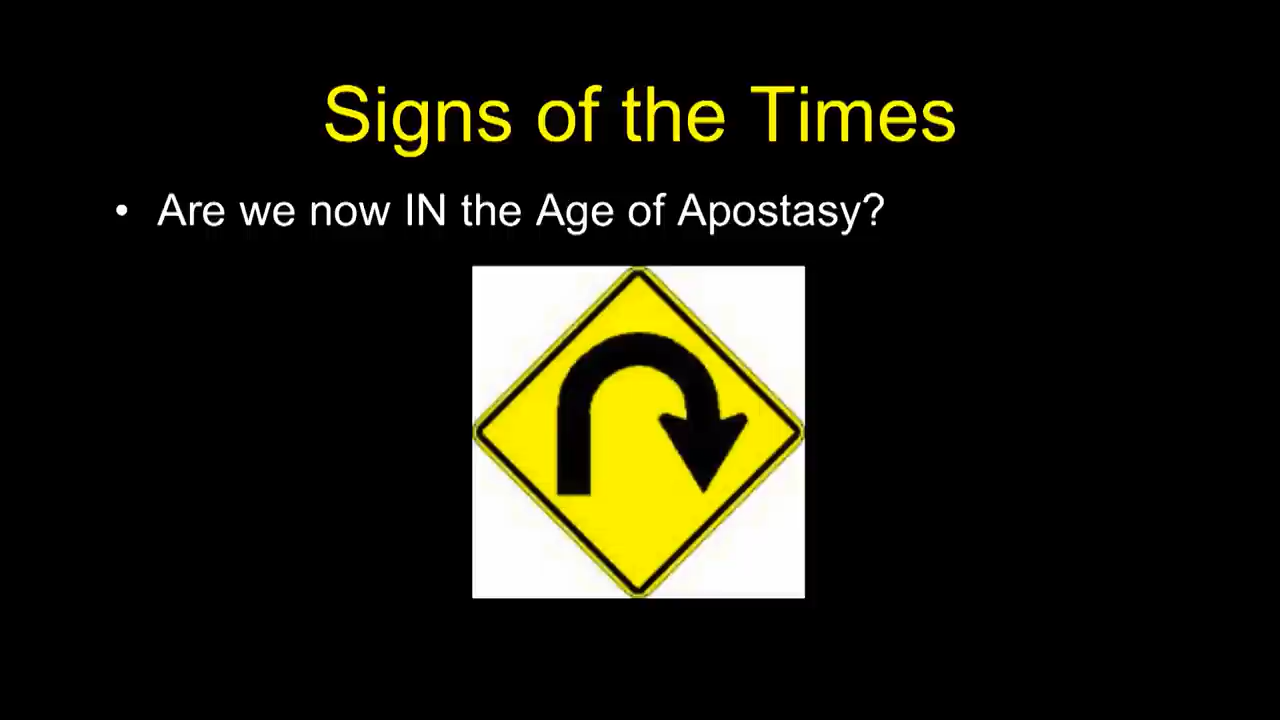 Signs of the Times
• Are we now IN the Age of Apostasy?